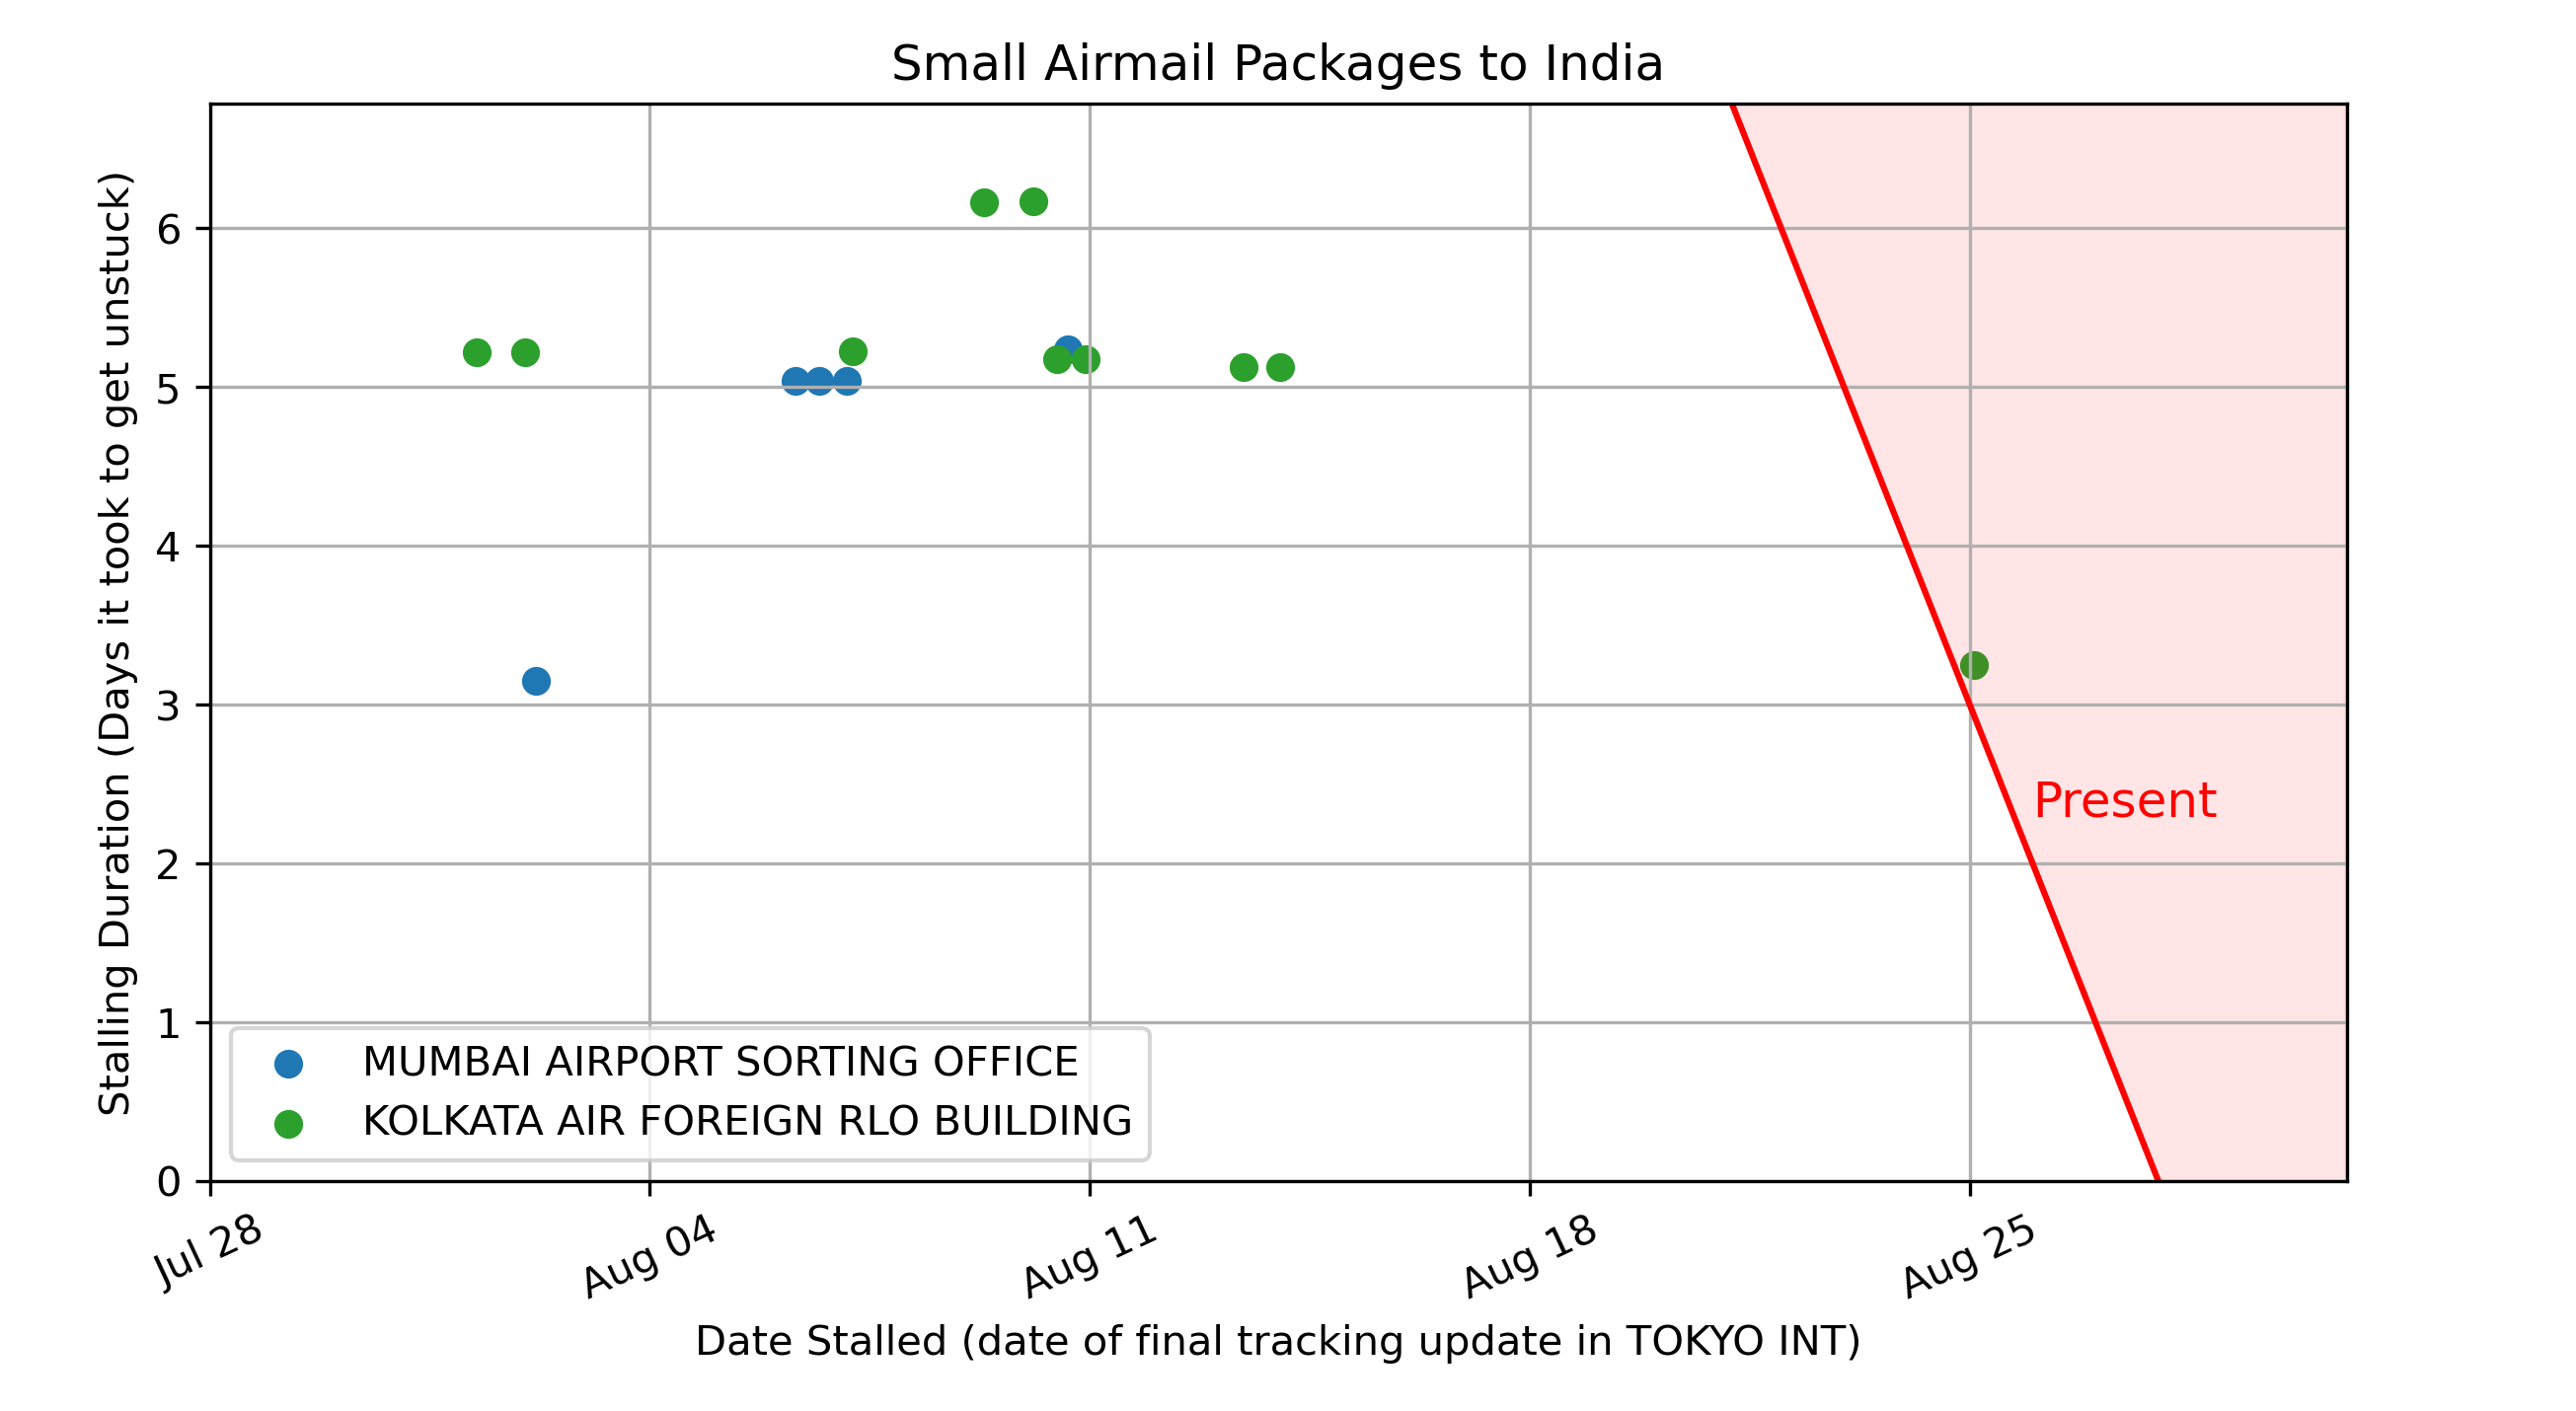 Small Airmail Packages to India
Stalling Duration (Days it took to get unstuck)
6
5
4
3
2
1
0
Present
MUMBAI AIRPORT SORTING OFFICE
KOLKATA AIR FOREIGN RLO BUILDING
Jul 28
Aug 04
Aug 11
Aug 18
Aug 25
Date Stalled (date of final tracking update in TOKYO INT)